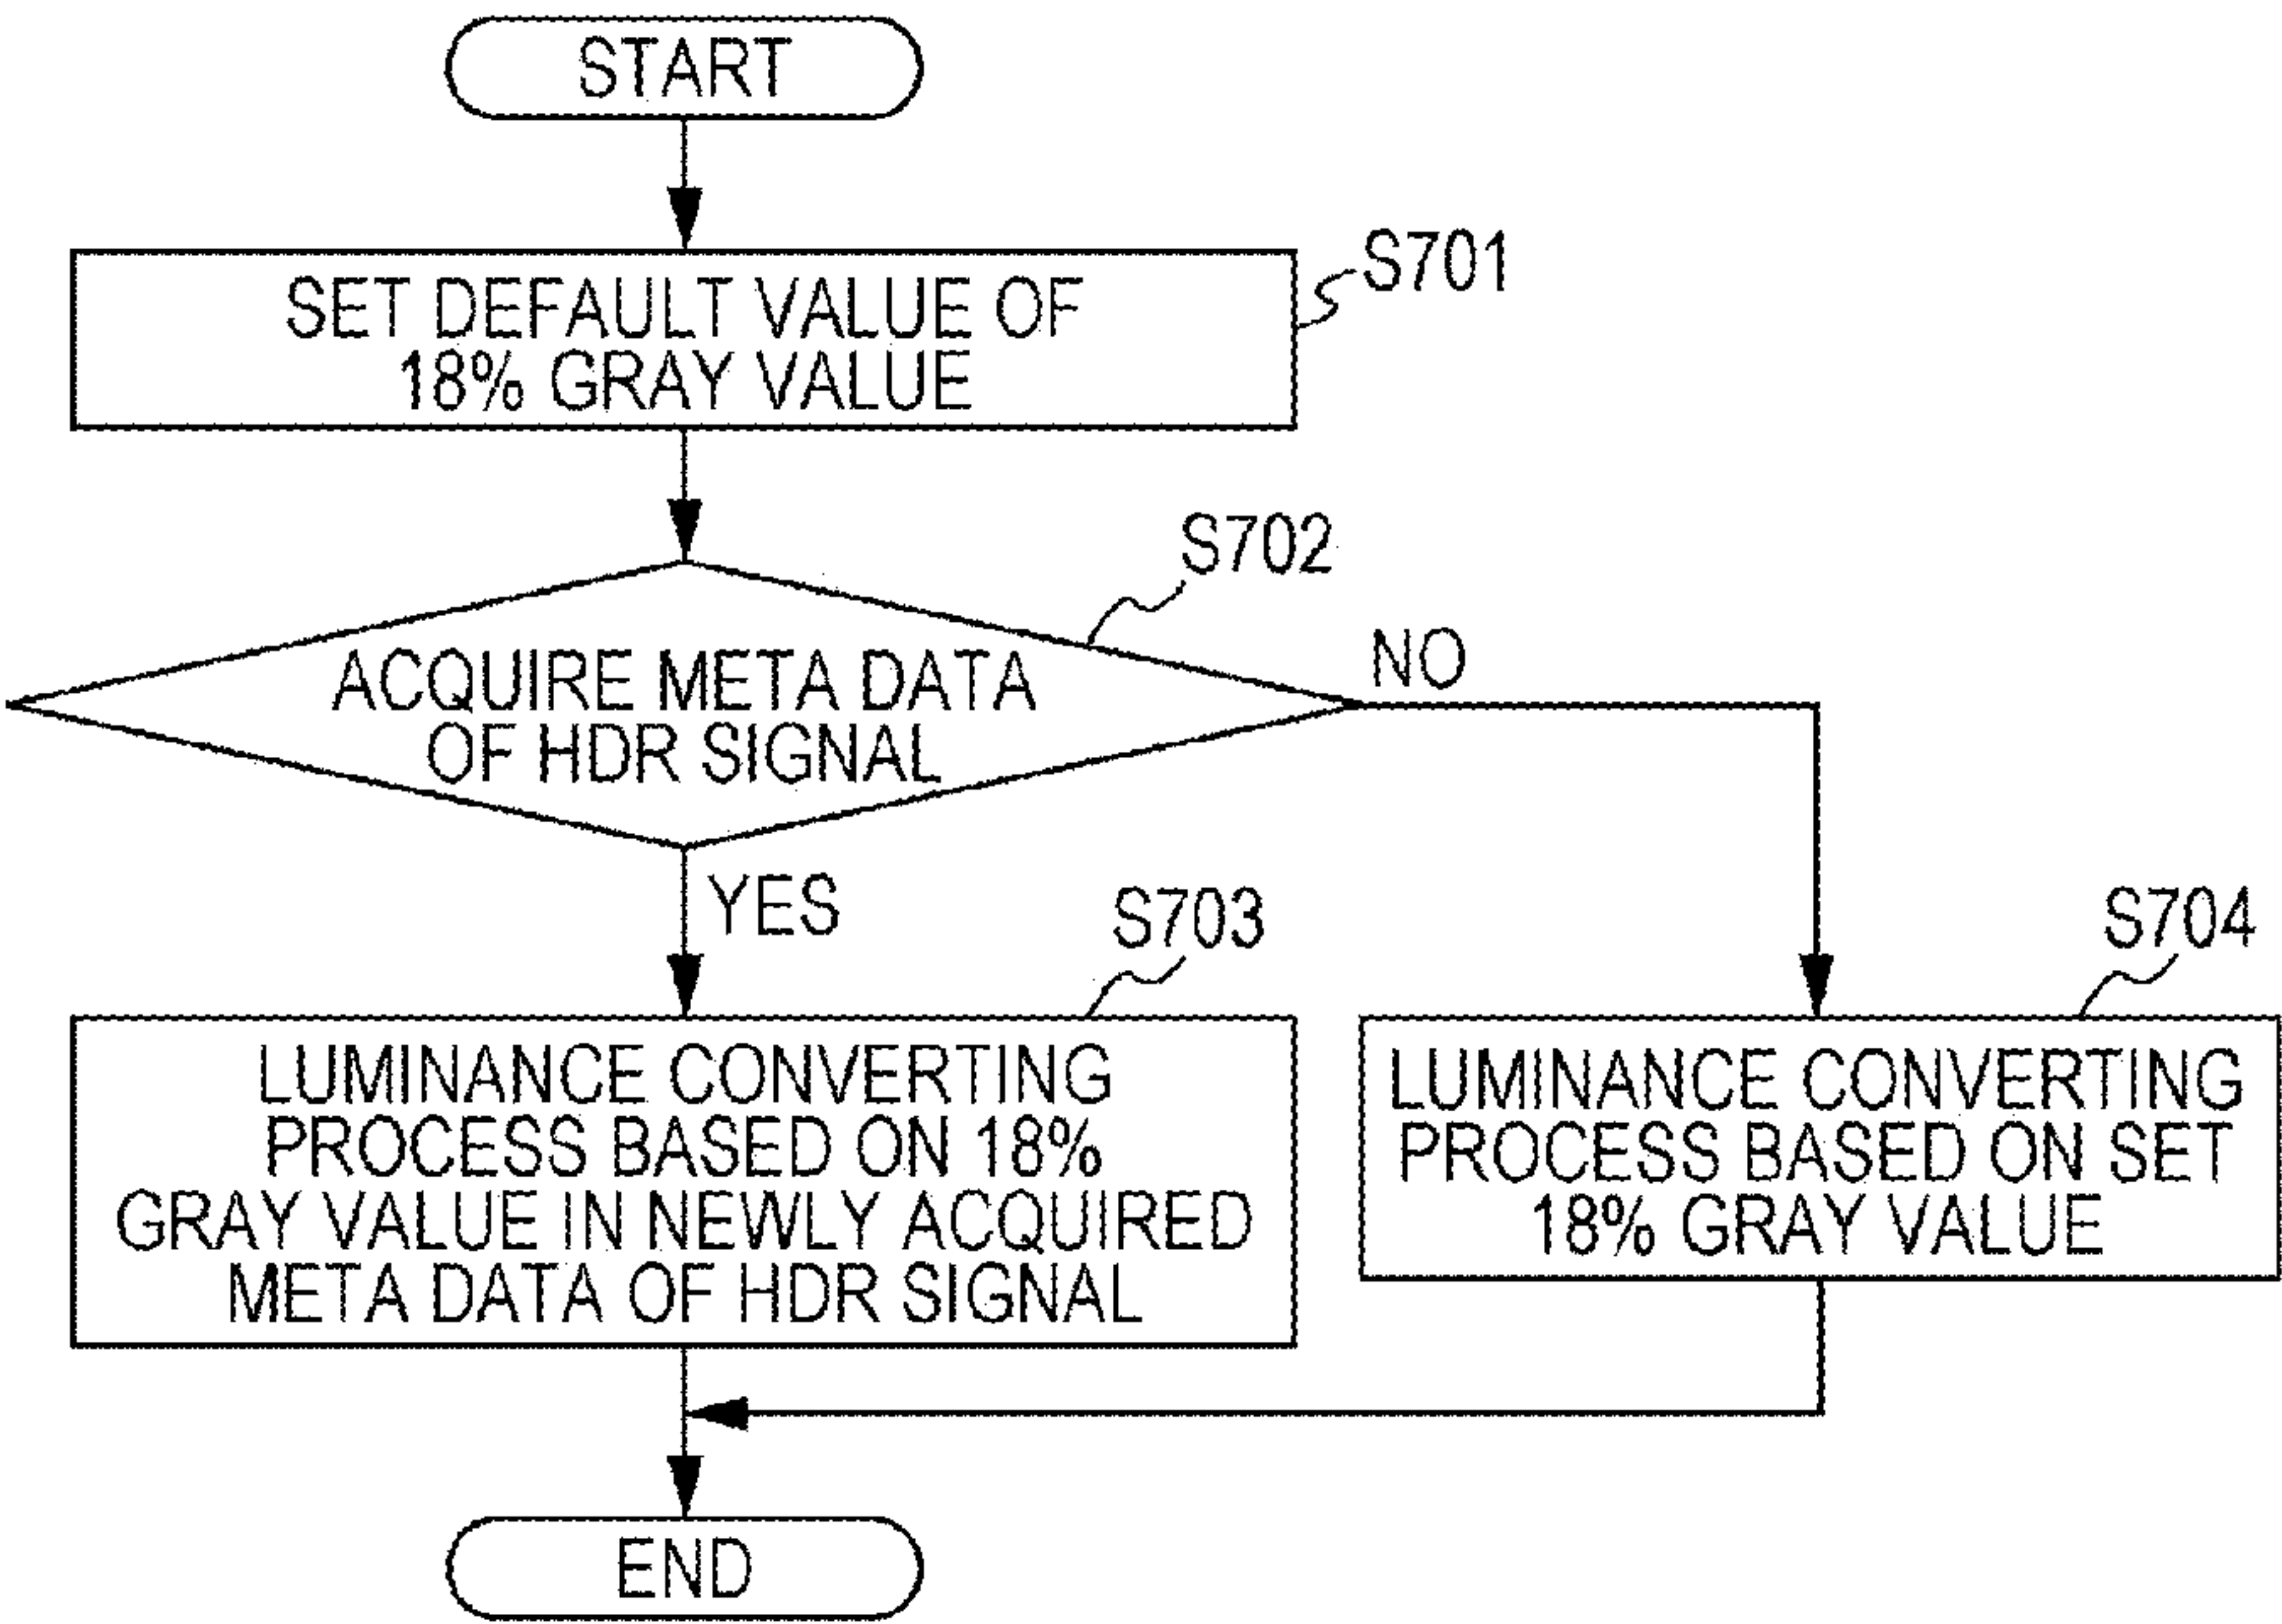 START
SET DEFAULT VALUE OF
18% GRAY VALUE
S701
S702
ACQUIRE META DATA
OF HDR SIGNAL
NO
YES
S703
LUMINANCE CONVERTING
PROCESS BASED ON 18%
GRAY VALUE IN NEWLY ACQUIRED
META DATA OF HDR SIGNAL
S704
LUMINANCE CONVERTING
PROCESS BASED ON SET
18% GRAY VALUE
END